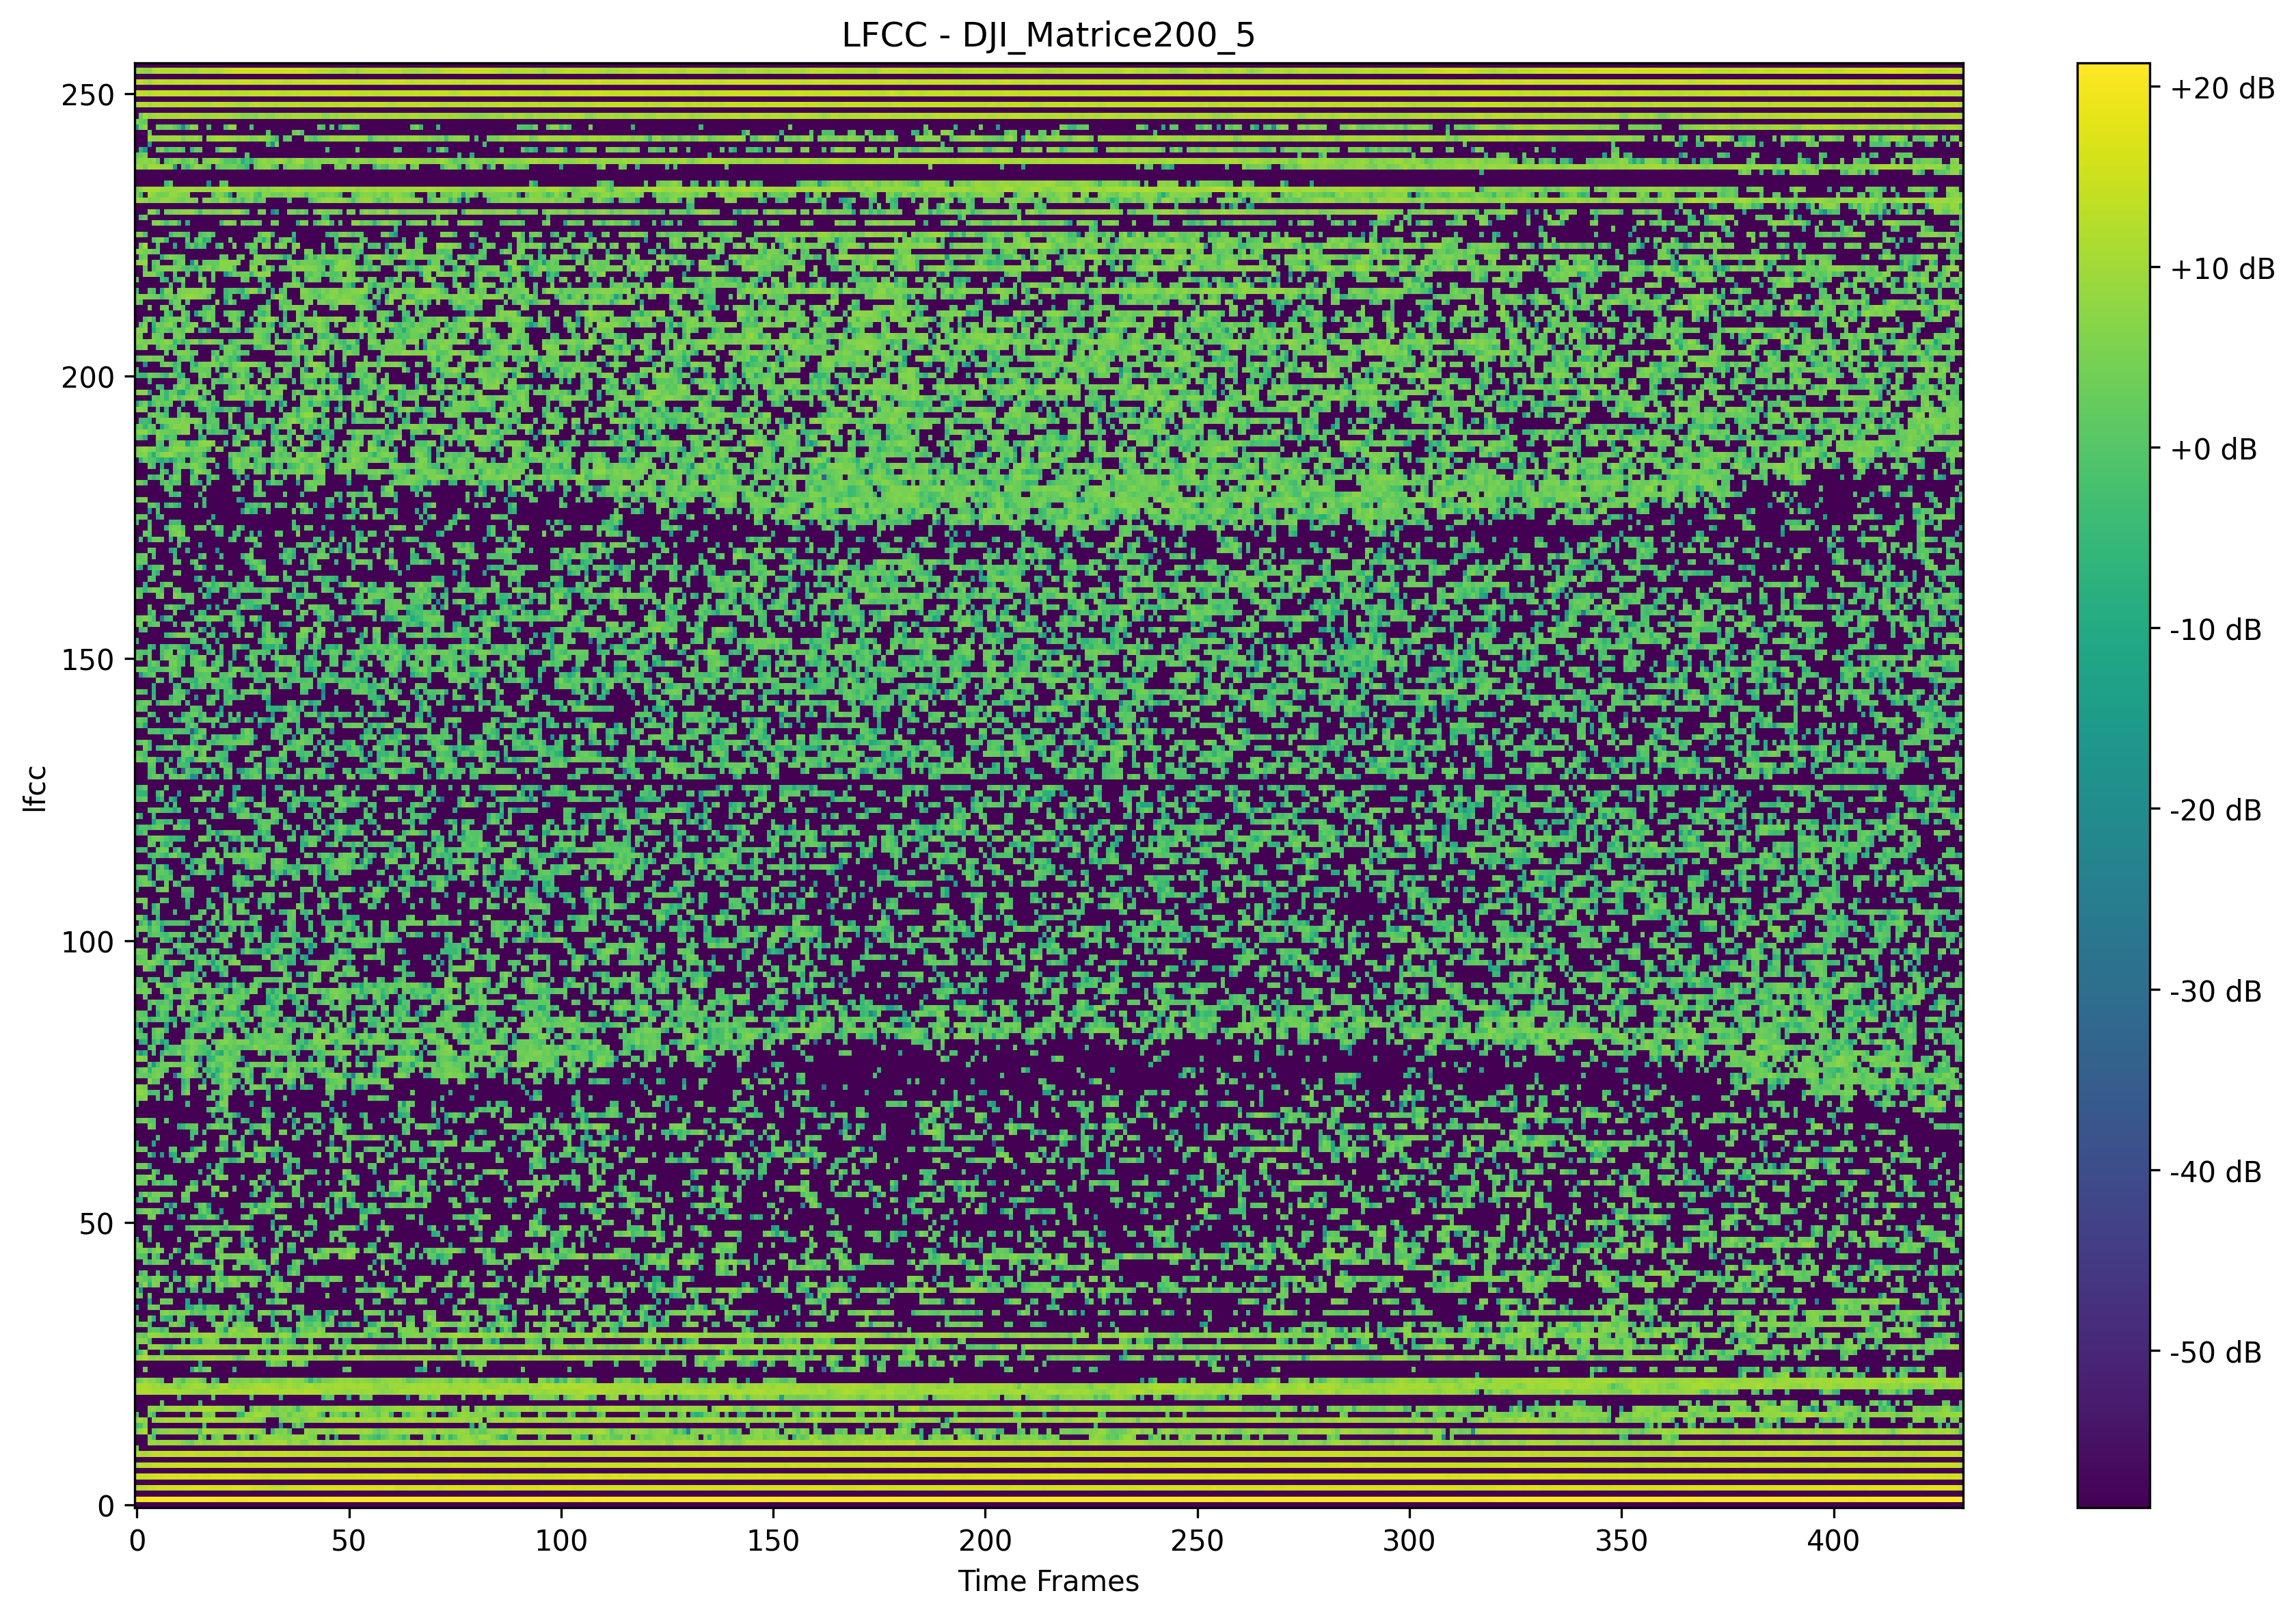 LFCC - DJI_Matrice200_5
lfcc
250
200
150
100
50
0
0 50 100 150 200 250 300 350 400
Time Frames
+20 dB
+10 dB
+0 dB
-10 dB
-20 dB
-30 dB
-40 dB
-50 dB